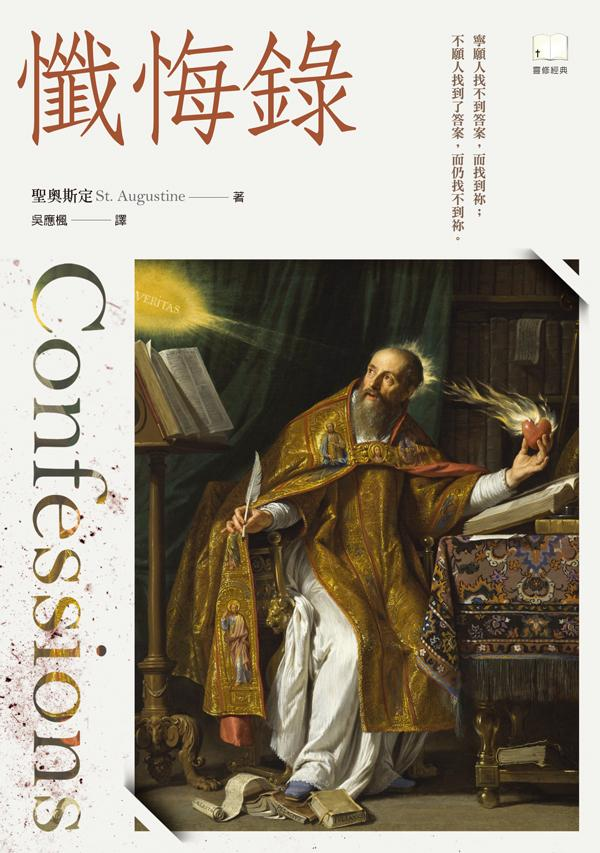 懺悔錄
寧願人找不到答案，而找到祢；
不願人找到了答案，而仍找不到祢。
靈修經典
聖奧斯定 St. Augustine 著
吳應楓 譯
Confessions
VERITAS